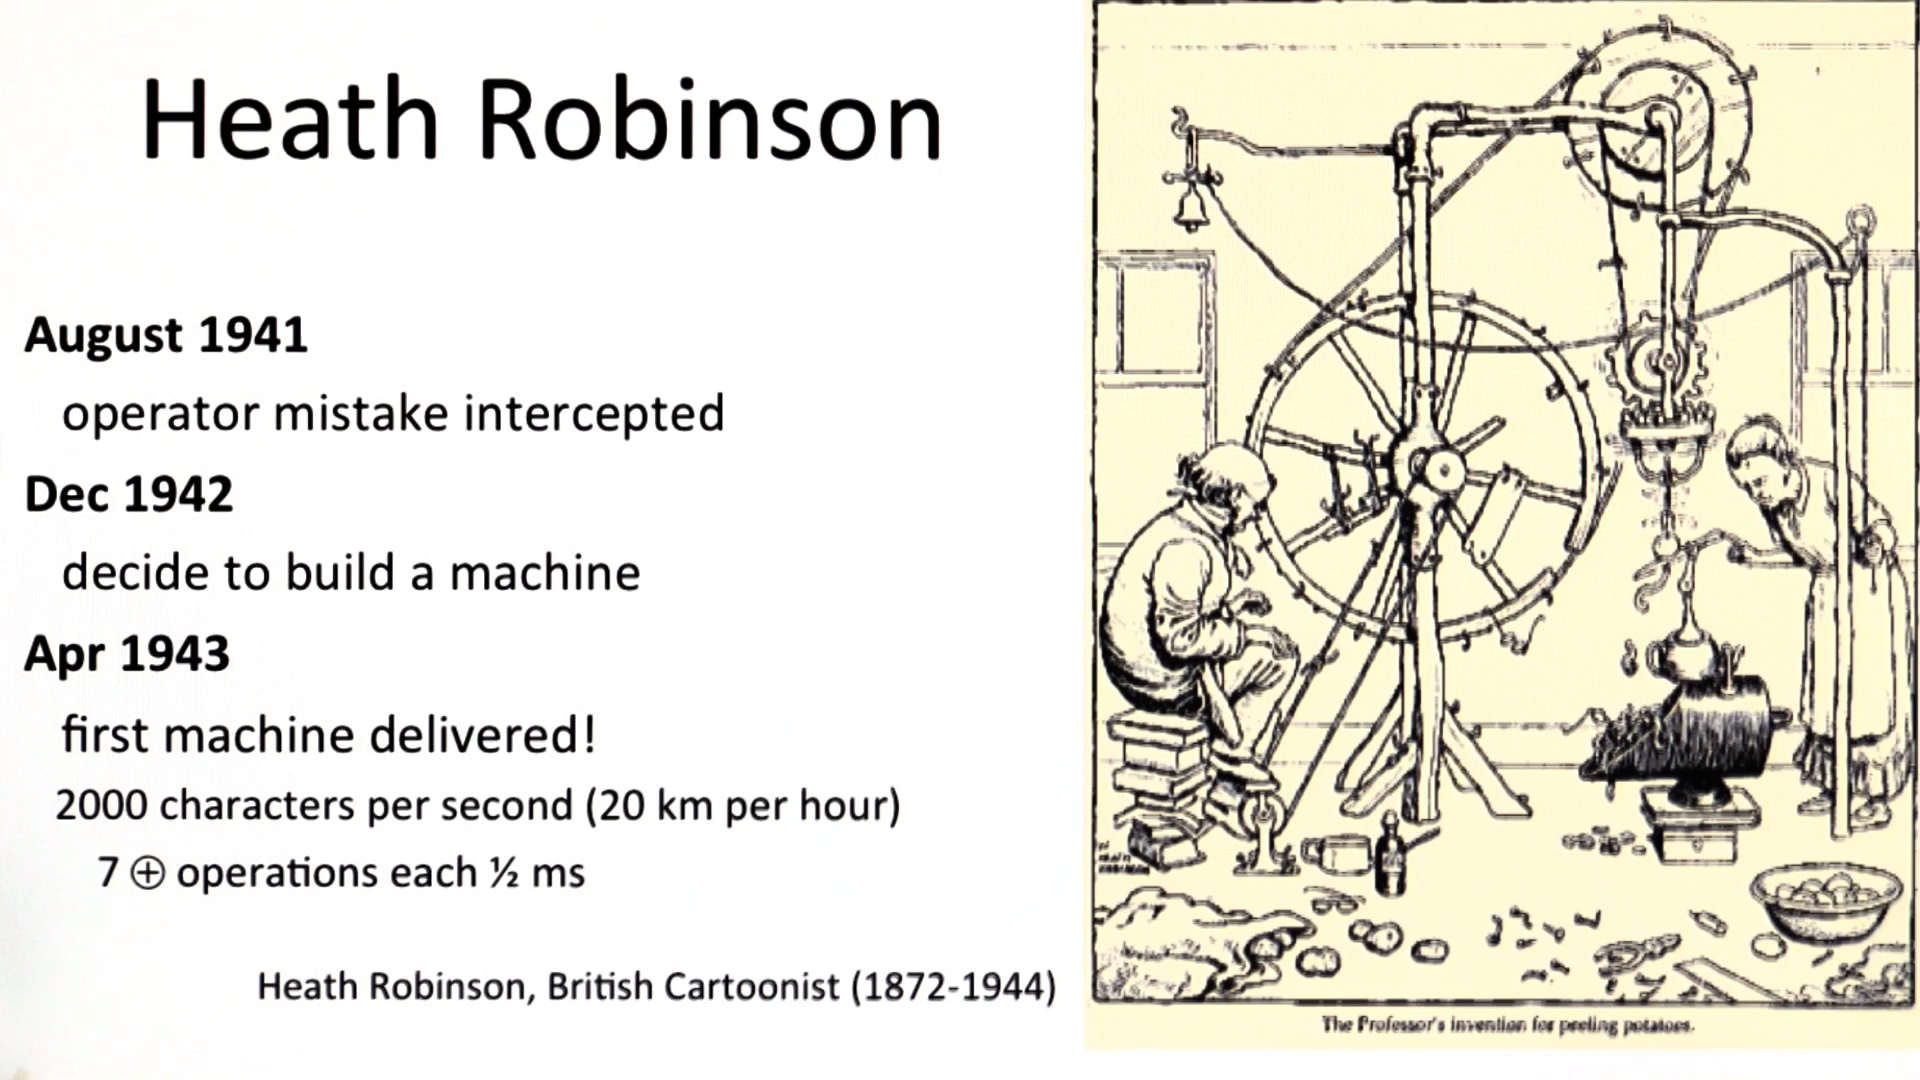 Heath Robinson
August 1941
operator mistake intercepted
Dec 1942
decide to build a machine
Apr 1943
first machine delivered!
2000 characters per second (20 km per hour)
7 ⊕ operations each ½ ms
Heath Robinson, British Cartoonist (1872-1944)
The Professor's invention for peeling potatoes.